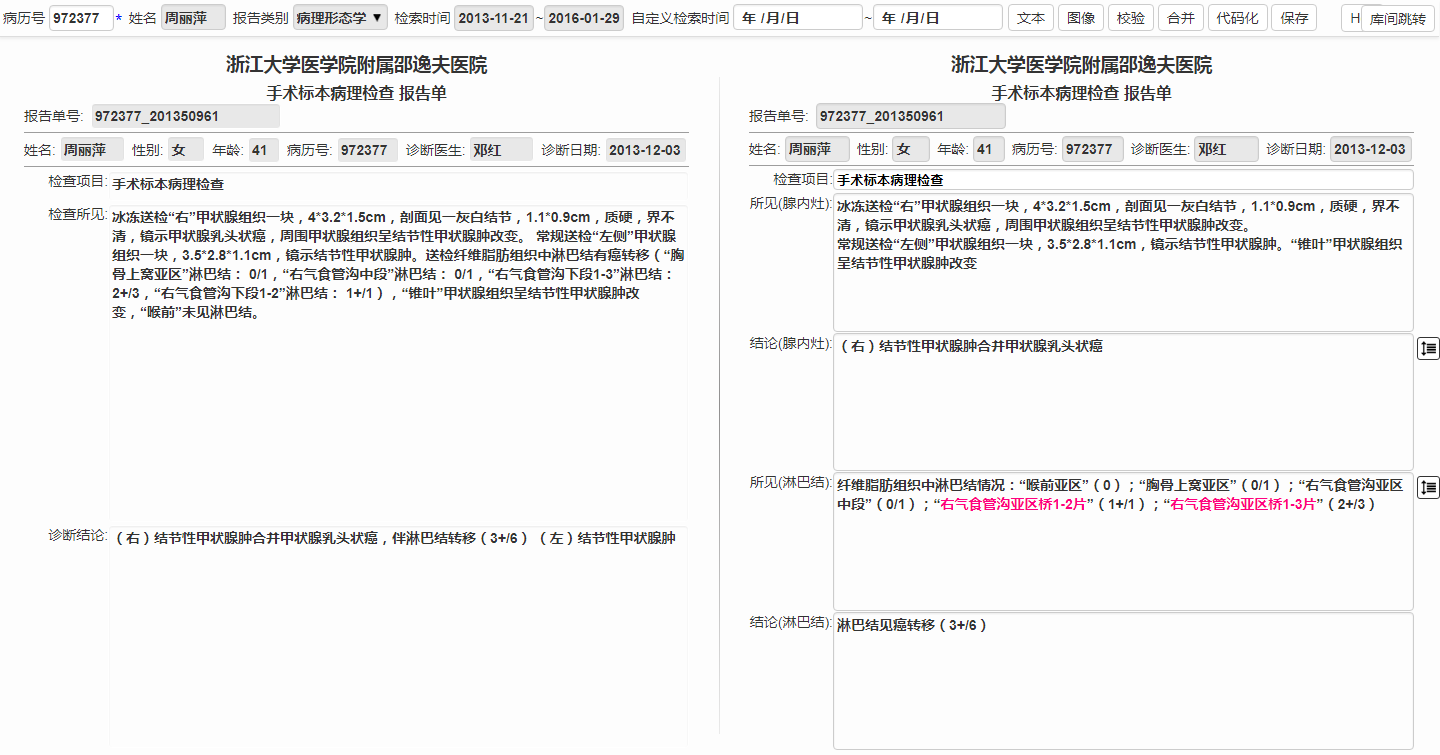 病历号 972377 * 姓名 周丽萍 报告类别 病理形态学 ▼ 检索时间 2013-11-21 ~ 2016-01-29 自定义检索时间 年 /月/日 ~ 年 /月/日 文本 图像 校验 合并 代码化 保存 H 库间跳转
浙江大学医学院附属邵逸夫医院
手术标本病理检查 报告单
报告单号: 972377_201350961
姓名: 周丽萍 性别: 女 年龄: 41 病历号: 972377 诊断医生: 邓红 诊断日期: 2013-12-03
检查项目: 手术标本病理检查
检查所见: 冰冻送检“右”甲状腺组织一块，4*3.2*1.5cm，剖面见一灰白结节，1.1*0.9cm，质硬，界不
清，镜示甲状腺乳头状癌，周围甲状腺组织呈结节性甲状腺肿改变。 常规送检“左侧”甲状腺
组织一块，3.5*2.8*1.1cm，镜示结节性甲状腺肿。送检纤维脂肪组织中淋巴结有癌转移（“胸
骨上窝亚区”淋巴结： 0/1，“右气食管沟中段”淋巴结： 0/1，“右气食管沟下段1-3”淋巴结：
2+/3，“右气食管沟下段1-2”淋巴结： 1+/1），“锥叶”甲状腺组织呈结节性甲状腺肿改
变，“喉前”未见淋巴结。
诊断结论: （右）结节性甲状腺肿合并甲状腺乳头状癌，伴淋巴结转移（3+/6） （左）结节性甲状腺肿
浙江大学医学院附属邵逸夫医院
手术标本病理检查 报告单
报告单号: 972377_201350961
姓名: 周丽萍 性别: 女 年龄: 41 病历号: 972377 诊断医生: 邓红 诊断日期: 2013-12-03
检查项目: 手术标本病理检查
所见(腺内灶): 冰冻送检“右”甲状腺组织一块，4*3.2*1.5cm，剖面见一灰白结节，1.1*0.9cm，质硬，界不
清，镜示甲状腺乳头状癌，周围甲状腺组织呈结节性甲状腺肿改变。
常规送检“左侧”甲状腺组织一块，3.5*2.8*1.1cm，镜示结节性甲状腺肿。“锥叶”甲状腺组织
呈结节性甲状腺肿改变
结论(腺内灶): （右）结节性甲状腺肿合并甲状腺乳头状癌
所见(淋巴结): 纤维脂肪组织中淋巴结情况：“喉前亚区”（0）；“胸骨上窝亚区”（0/1）；“右气食管沟亚区
中段”（0/1）；“右气食管沟亚区桥1-2片”（1+/1）；“右气食管沟亚区桥1-3片”（2+/3）
结论(淋巴结): 淋巴结见癌转移（3+/6）